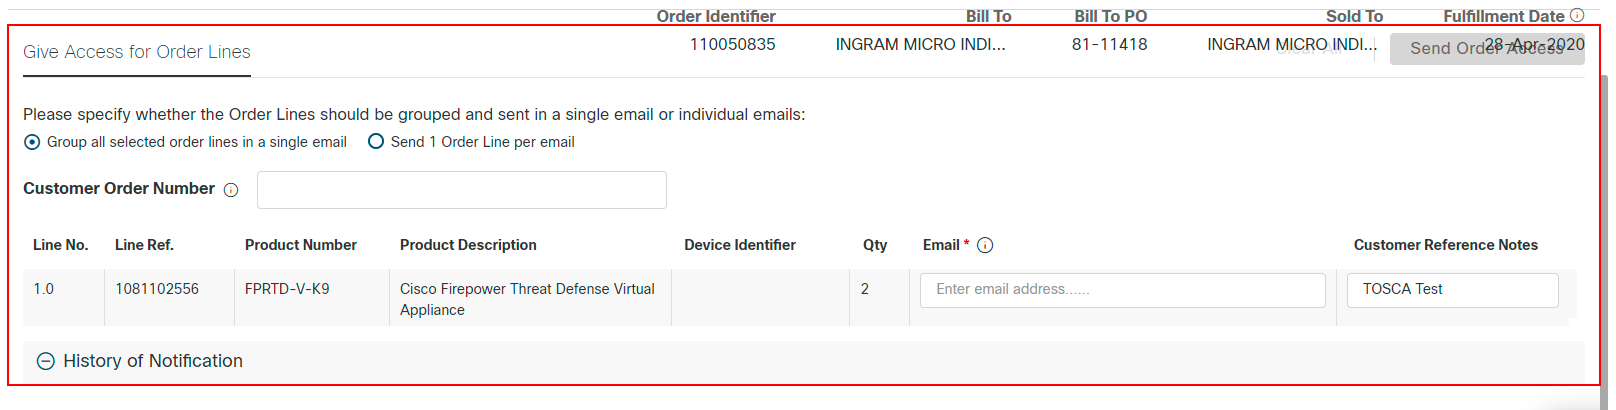 Order Identifier Bill To Bill To PO Sold To Fulfillment Date
Give Access for Order Lines 110050835 INGRAM MICRO INDI... 81-11418 INGRAM MICRO INDI... 28-Apr-2020
Clear All Send Order Access
Please specify whether the Order Lines should be grouped and sent in a single email or individual emails:
Group all selected order lines in a single email Send 1 Order Line per email
Customer Order Number
Line No. Line Ref. Product Number Product Description Device Identifier Qty Email * Customer Reference Notes
1.0 1081102556 FPRTD-V-K9 Cisco Firepower Threat Defense Virtual 2 Enter email address...... TOSCA Test
Appliance
History of Notification